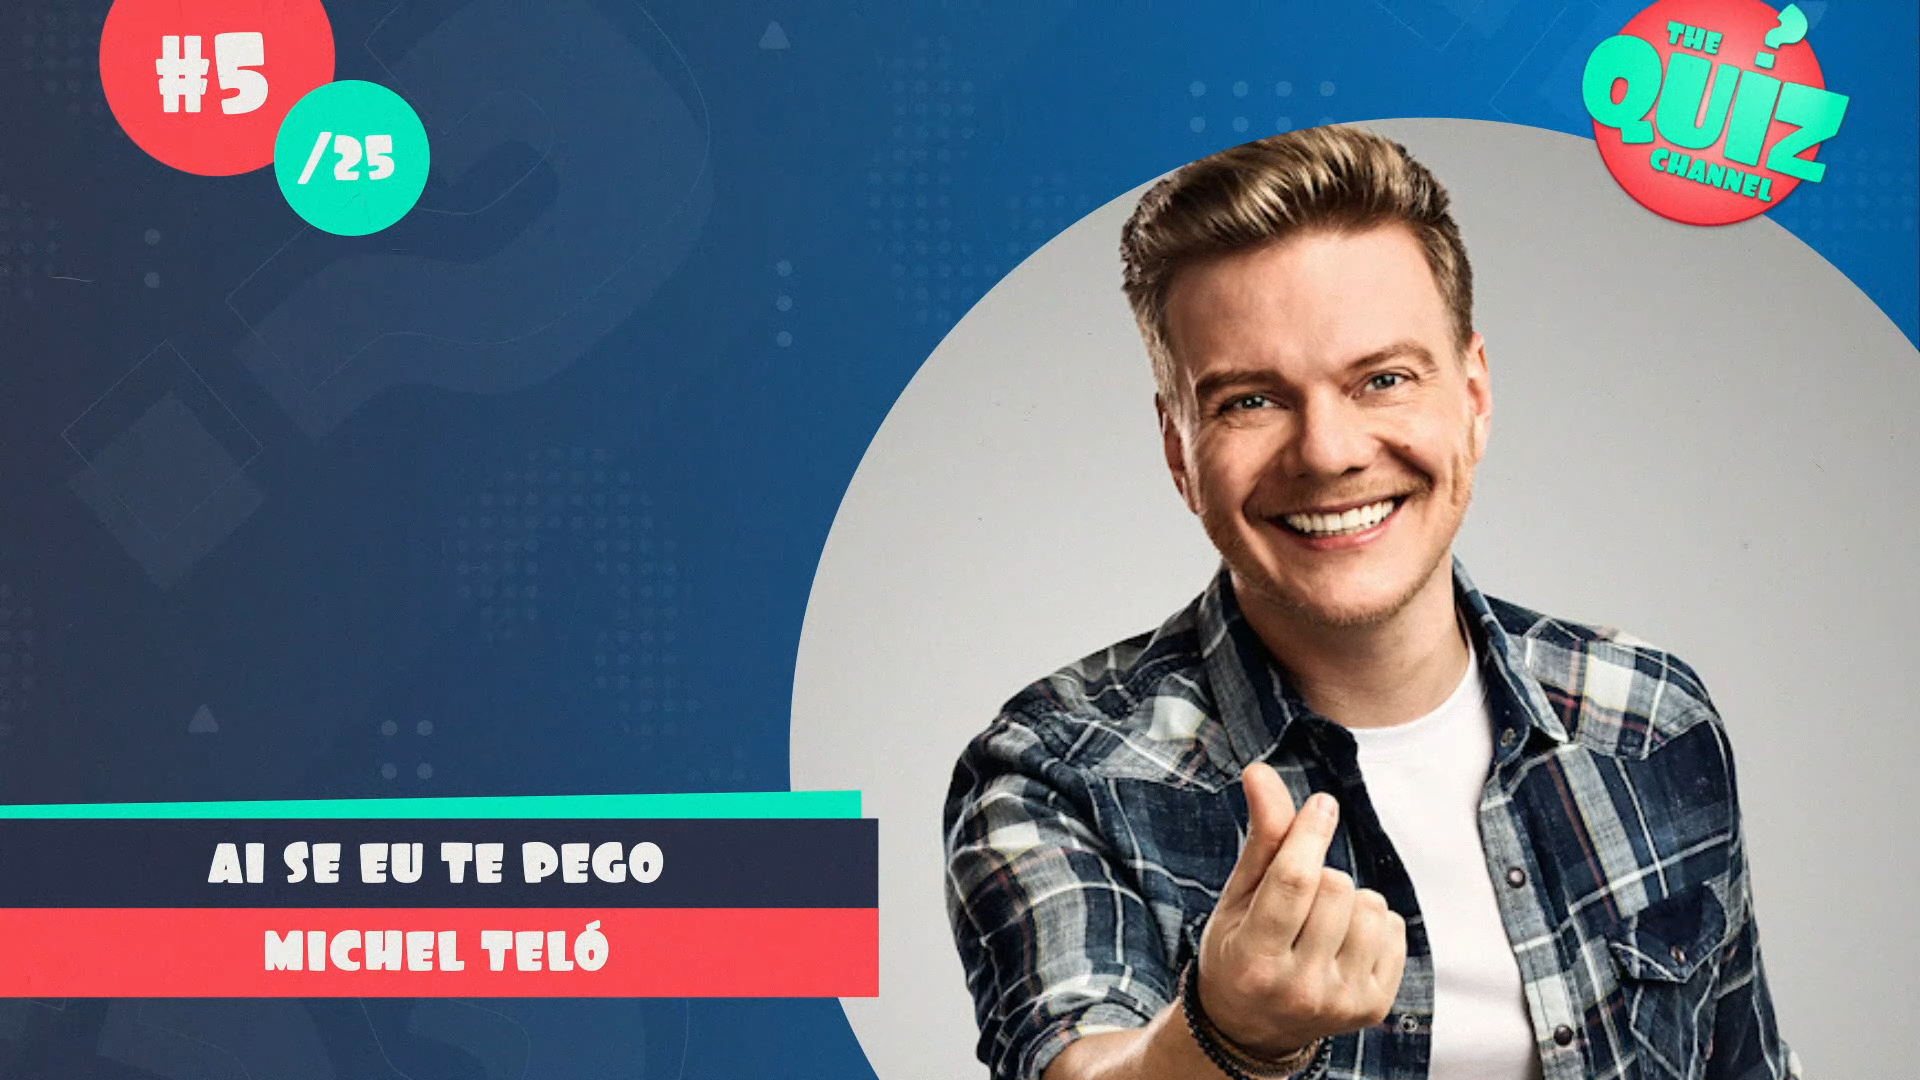 #5
/25
THE
QUIZ
CHANNEL
AI SE EU TE PEGO
MICHEL TELÓ